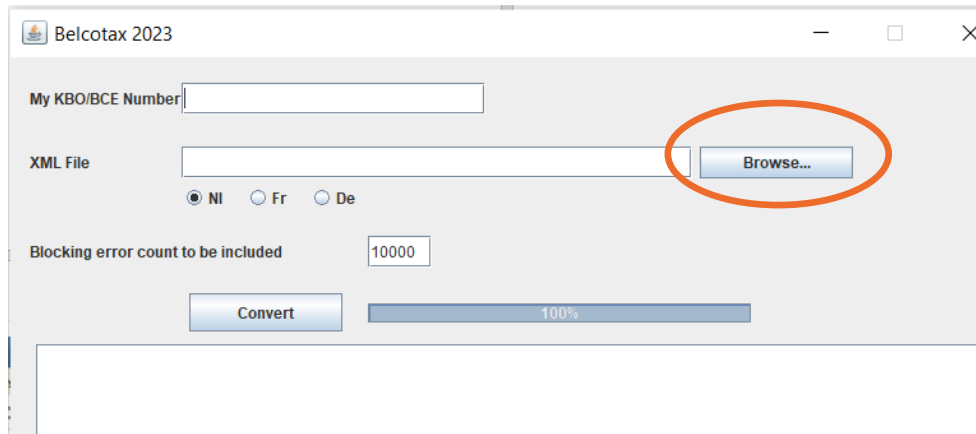 Belcotax 2023
My KBO/BCE Number
XML File
Browse...
Nl Fr De
Blocking error count to be included 10000
Convert 100%